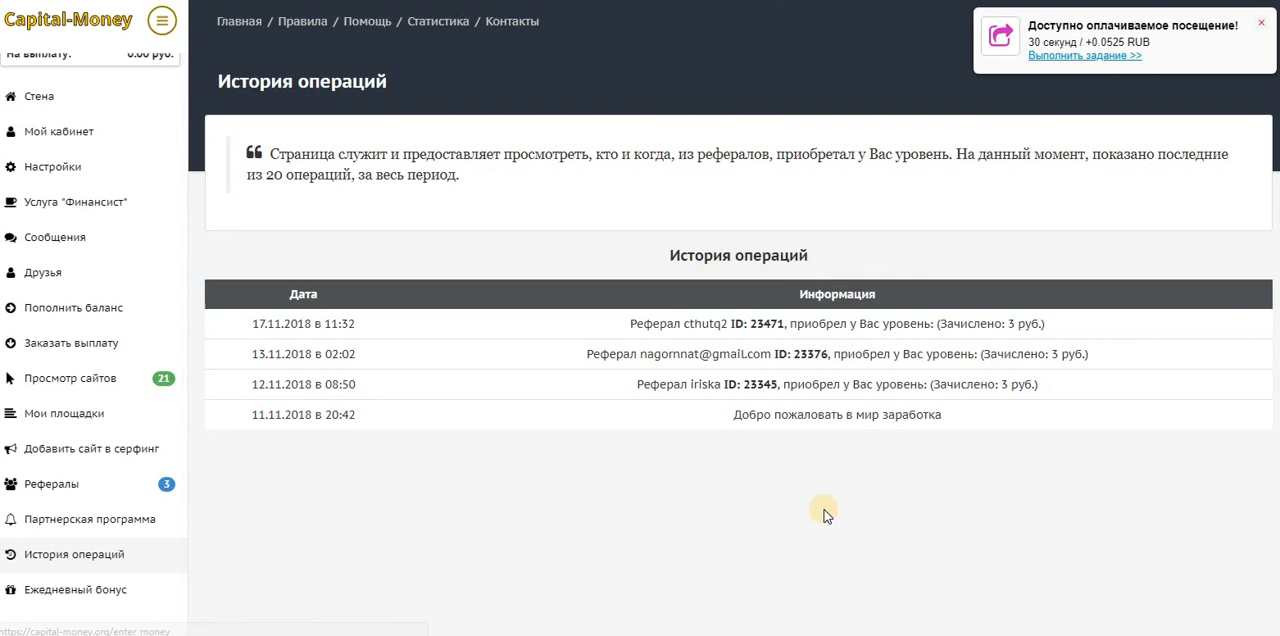 Capital-Money
Главная / Правила / Помощь / Статистика / Контакты
Доступно оплачиваемое посещение!
30 секунд / +0.0525 RUB
Выполнить задание >>
На выплату: 0.00 руб.
Стена
Мой кабинет
Настройки
Услуга "Финансист"
Сообщения
Друзья
Пополнить баланс
Заказать выплату
Просмотр сайтов 21
Мои площадки
Добавить сайт в серфинг
Рефералы 3
Партнерская программа
История операций
Ежедневный бонус
История операций
Страница служит и предоставляет просмотреть, кто и когда, из рефералов, приобретал у Вас уровень. На данный момент, показано последние
из 20 операций, за весь период.
История операций
Дата Информация
17.11.2018 в 11:32 Реферал cthutq2 ID: 23471, приобрел у Вас уровень: (Зачислено: 3 руб.)
13.11.2018 в 02:02 Реферал nagornnat@gmail.com ID: 23376, приобрел у Вас уровень: (Зачислено: 3 руб.)
12.11.2018 в 08:50 Реферал iriska ID: 23345, приобрел у Вас уровень: (Зачислено: 3 руб.)
11.11.2018 в 20:42 Добро пожаловать в мир заработка
https://capital-money.org/enter_money